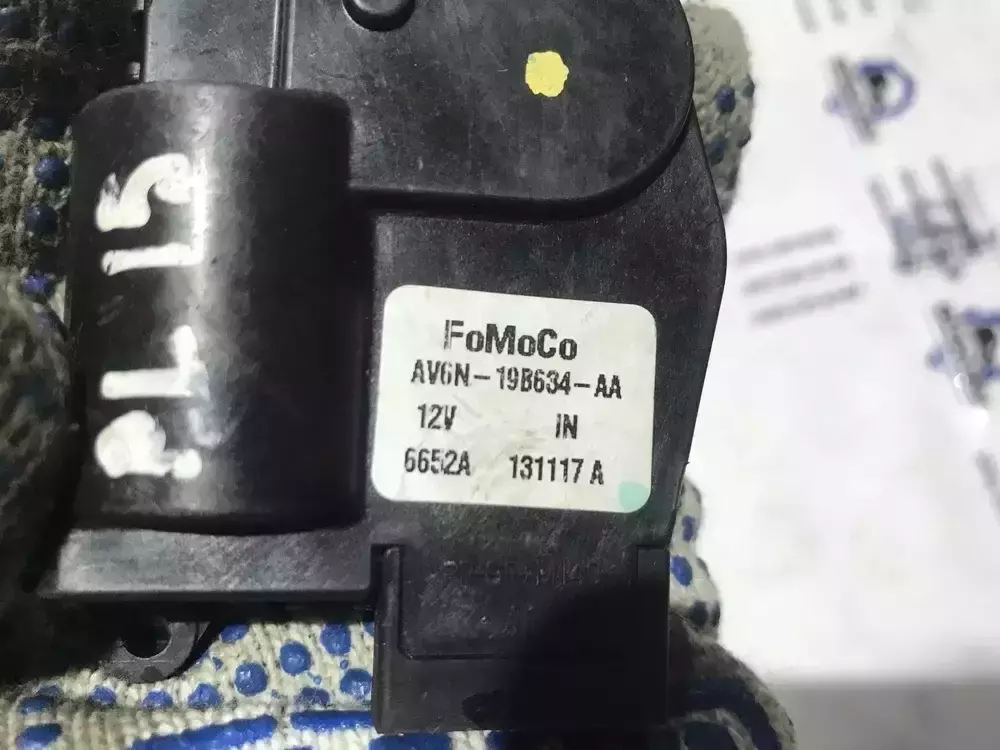 FoMoCo
AV6N-19B634-AA
12V IN
6652A 131117 A